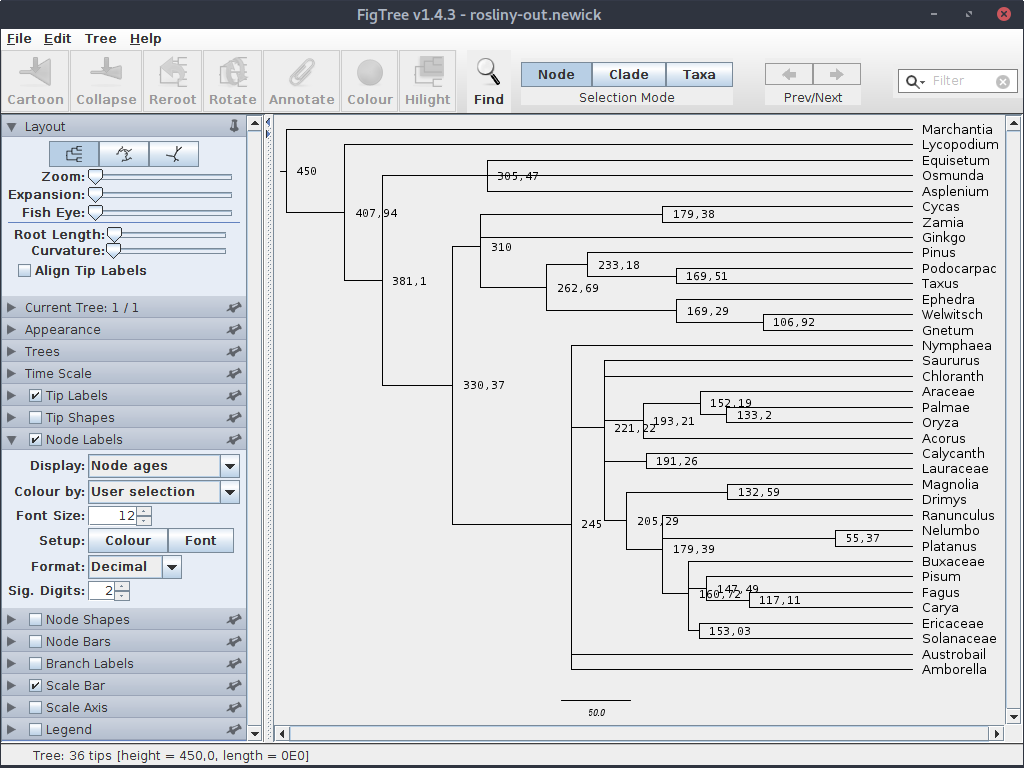 FigTree v1.4.3 - rosliny-out.newick
File Edit Tree Help
Cartoon Collapse Reroot Rotate Annotate Colour Hilight Find
Node Clade Taxa
Selection Mode
Prev/Next
Filter
Layout
Zoom:
Expansion:
Fish Eye:
Root Length:
Curvature:
Align Tip Labels
Current Tree: 1 / 1
Appearance
Trees
Time Scale
Tip Labels
Tip Shapes
Node Labels
Display: Node ages
Colour by: User selection
Font Size: 12
Setup: Colour Font
Format: Decimal
Sig. Digits: 2
Node Shapes
Node Bars
Branch Labels
Scale Bar
Scale Axis
Legend
Marchantia
Lycopodium
Equisetum
Osmunda
Asplenium
Cycas
Zamia
Ginkgo
Pinus
Podocarpac
Taxus
Ephedra
Welwitsch
Gnetum
Nymphaea
Saururus
Chloranth
Araceae
Palmae
Oryza
Acorus
Calycanth
Lauraceae
Magnolia
Drimys
Ranunculus
Nelumbo
Platanus
Buxaceae
Pisum
Fagus
Carya
Ericaceae
Solanaceae
Austrobail
Amborella
450
305,47
407,94
179,38
310
233,18
169,51
381,1
262,69
169,29
106,92
330,37
152,19
133,2
193,21
221,22
191,26
132,59
205,29
245
55,37
179,39
147,49
160,72
117,11
153,03
50.0
Tree: 36 tips [height = 450,0, length = 0E0]